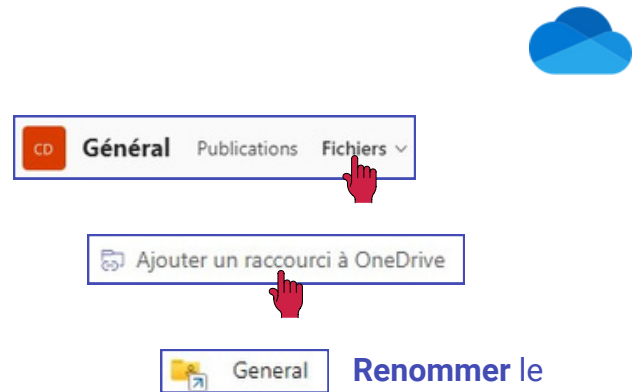 CD Général Publications Fichiers
Ajouter un raccourci à OneDrive
General Renommer le